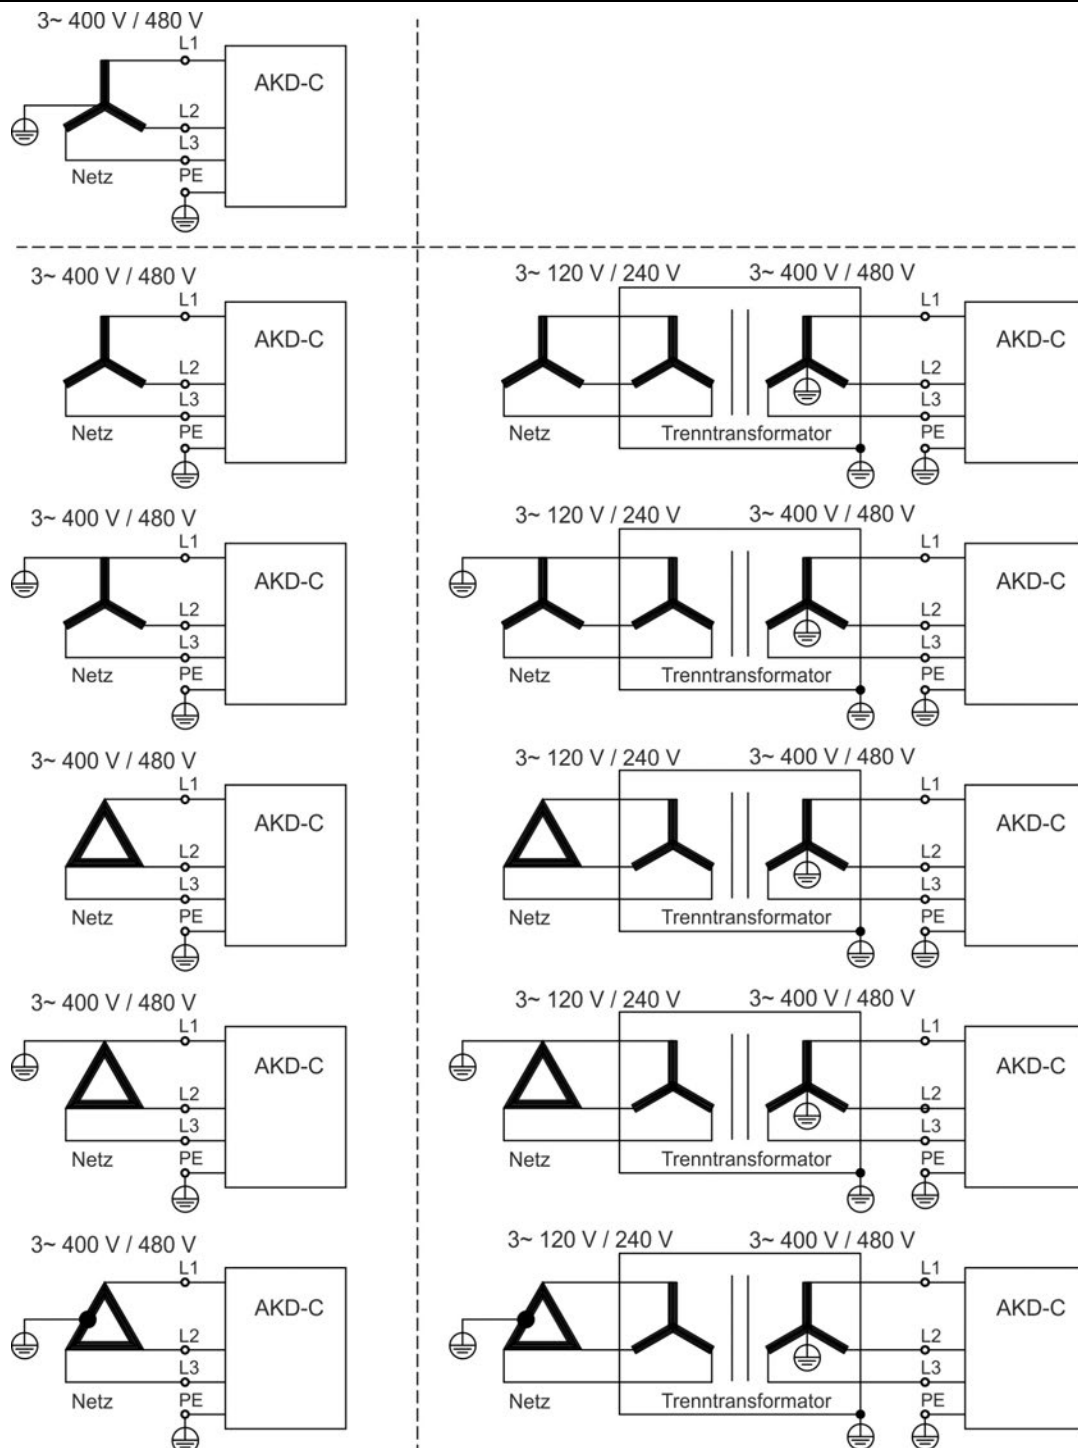 3~ 400 V / 480 V
L1
AKD-C
L2
L3
Netz
PE
3~ 400 V / 480 V
L1
AKD-C
L2
L3
Netz
PE
3~ 120 V / 240 V
3~ 400 V / 480 V
L1
AKD-C
L2
L3
Netz
Trenntransformator
PE
3~ 400 V / 480 V
L1
AKD-C
L2
L3
Netz
PE
3~ 120 V / 240 V
3~ 400 V / 480 V
L1
AKD-C
L2
L3
Netz
Trenntransformator
PE
3~ 400 V / 480 V
L1
AKD-C
L2
L3
Netz
PE
3~ 120 V / 240 V
3~ 400 V / 480 V
L1
AKD-C
L2
L3
Netz
Trenntransformator
PE
3~ 400 V / 480 V
L1
AKD-C
L2
L3
Netz
PE
3~ 120 V / 240 V
3~ 400 V / 480 V
L1
AKD-C
L2
L3
Netz
Trenntransformator
PE
3~ 400 V / 480 V
L1
AKD-C
L2
L3
Netz
PE
3~ 120 V / 240 V
3~ 400 V / 480 V
L1
AKD-C
L2
L3
Netz
Trenntransformator
PE